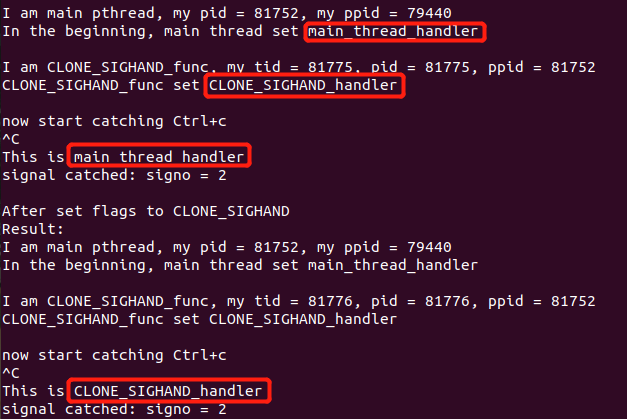 I am main pthread, my pid = 81752, my ppid = 79440
In the beginning, main thread set main_thread_handler
I am CLONE_SIGHAND_func, my tid = 81775, pid = 81775, ppid = 81752
CLONE_SIGHAND_func set CLONE_SIGHAND_handler
now start catching Ctrl+c
^C
This is main thread handler
signal catched: signo = 2
After set flags to CLONE_SIGHAND
Result:
I am main pthread, my pid = 81752, my ppid = 79440
In the beginning, main thread set main_thread_handler
I am CLONE_SIGHAND_func, my tid = 81776, pid = 81776, ppid = 81752
CLONE_SIGHAND_func set CLONE_SIGHAND_handler
now start catching Ctrl+c
^C
This is CLONE_SIGHAND_handler
signal catched: signo = 2